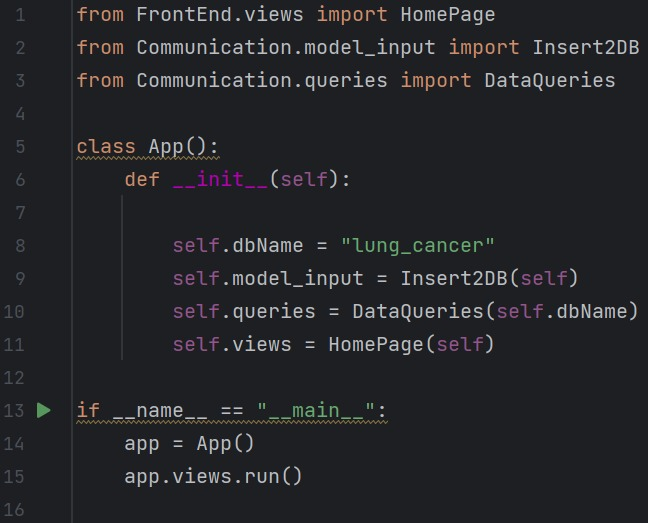 1 from FrontEnd.views import HomePage
2 from Communication.model_input import Insert2DB
3 from Communication.queries import DataQueries
4
5 class App():
6     def __init__(self):
7
8         self.dbName = "lung_cancer"
9         self.model_input = Insert2DB(self)
10         self.queries = DataQueries(self.dbName)
11         self.views = HomePage(self)
12
13 if __name__ == "__main__":
14     app = App()
15     app.views.run()
16